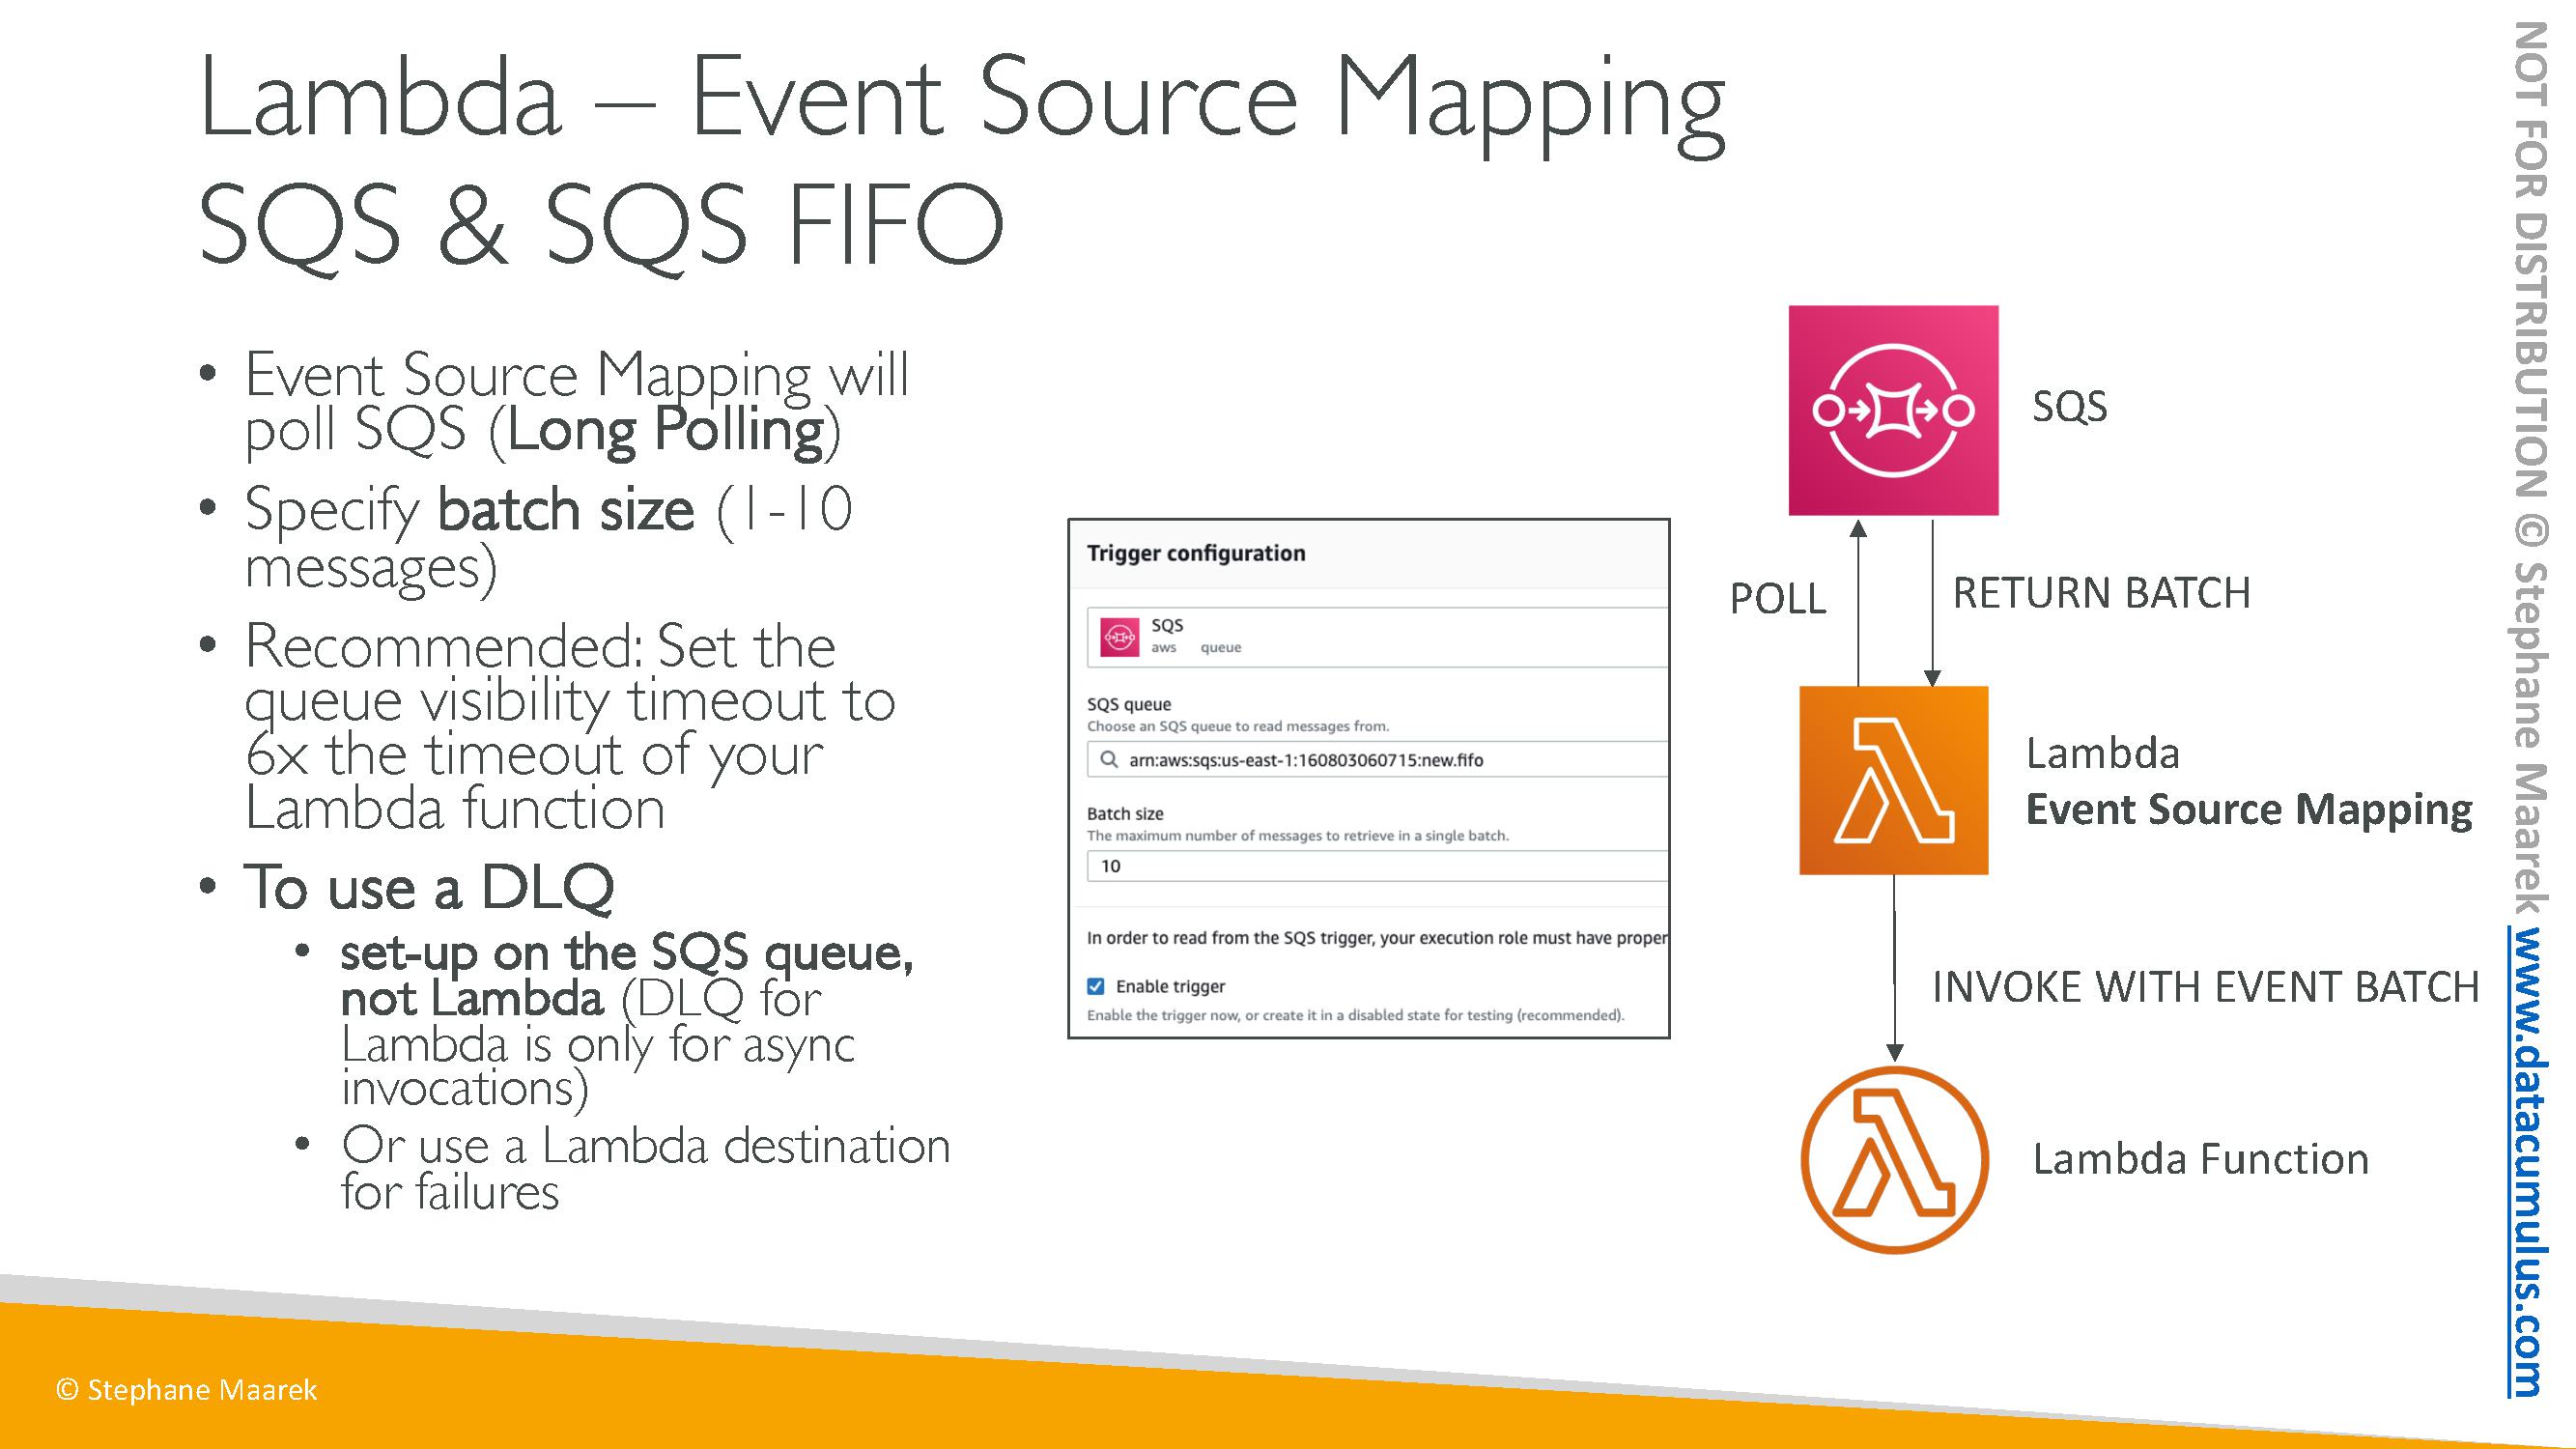 Lambda – Event Source Mapping
SQS & SQS FIFO
• Event Source Mapping will
poll SQS (Long Polling)
• Specify batch size (1-10
messages)
• Recommended: Set the
queue visibility timeout to
6x the timeout of your
Lambda function
• To use a DLQ
• set-up on the SQS queue,
not Lambda (DLQ for
Lambda is only for async
invocations)
• Or use a Lambda destination
for failures
Trigger configuration
SQS
aws queue
SQS queue
Choose an SQS queue to read messages from.
arn:aws:sqs:us-east-1:160803060715:new.fifo
Batch size
The maximum number of messages to retrieve in a single batch.
10
In order to read from the SQS trigger, your execution role must have proper
Enable trigger
Enable the trigger now, or create it in a disabled state for testing (recommended).
SQS
POLL
RETURN BATCH
Lambda
Event Source Mapping
INVOKE WITH EVENT BATCH
Lambda Function
NOT FOR DISTRIBUTION © Stephane Maarek www.datacumulus.com
© Stephane Maarek